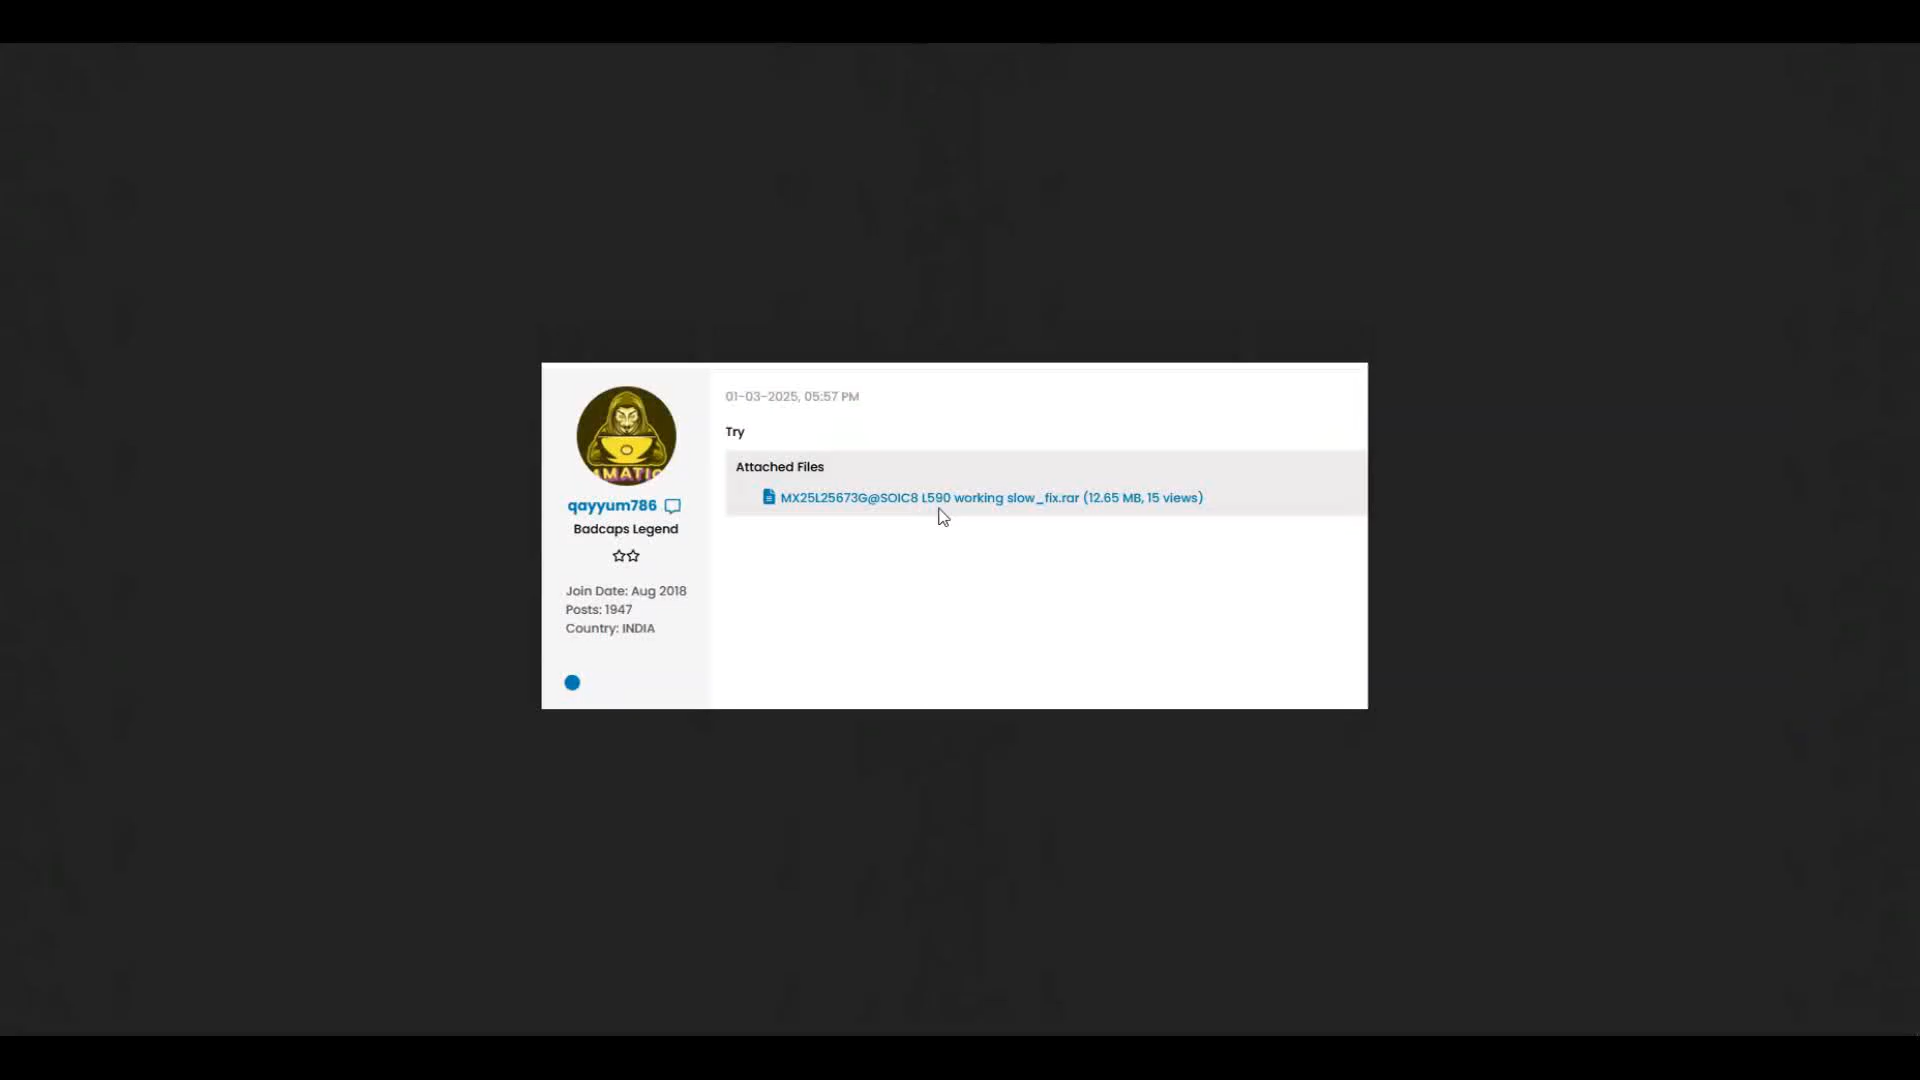 01-03-2025, 05:57 PM
Try
Attached Files
MX25L25673G@SOIC8 L590 working slow_fix.rar (12.65 MB, 15 views)
qayyum786
Badcaps Legend
Join Date: Aug 2018
Posts: 1947
Country: INDIA